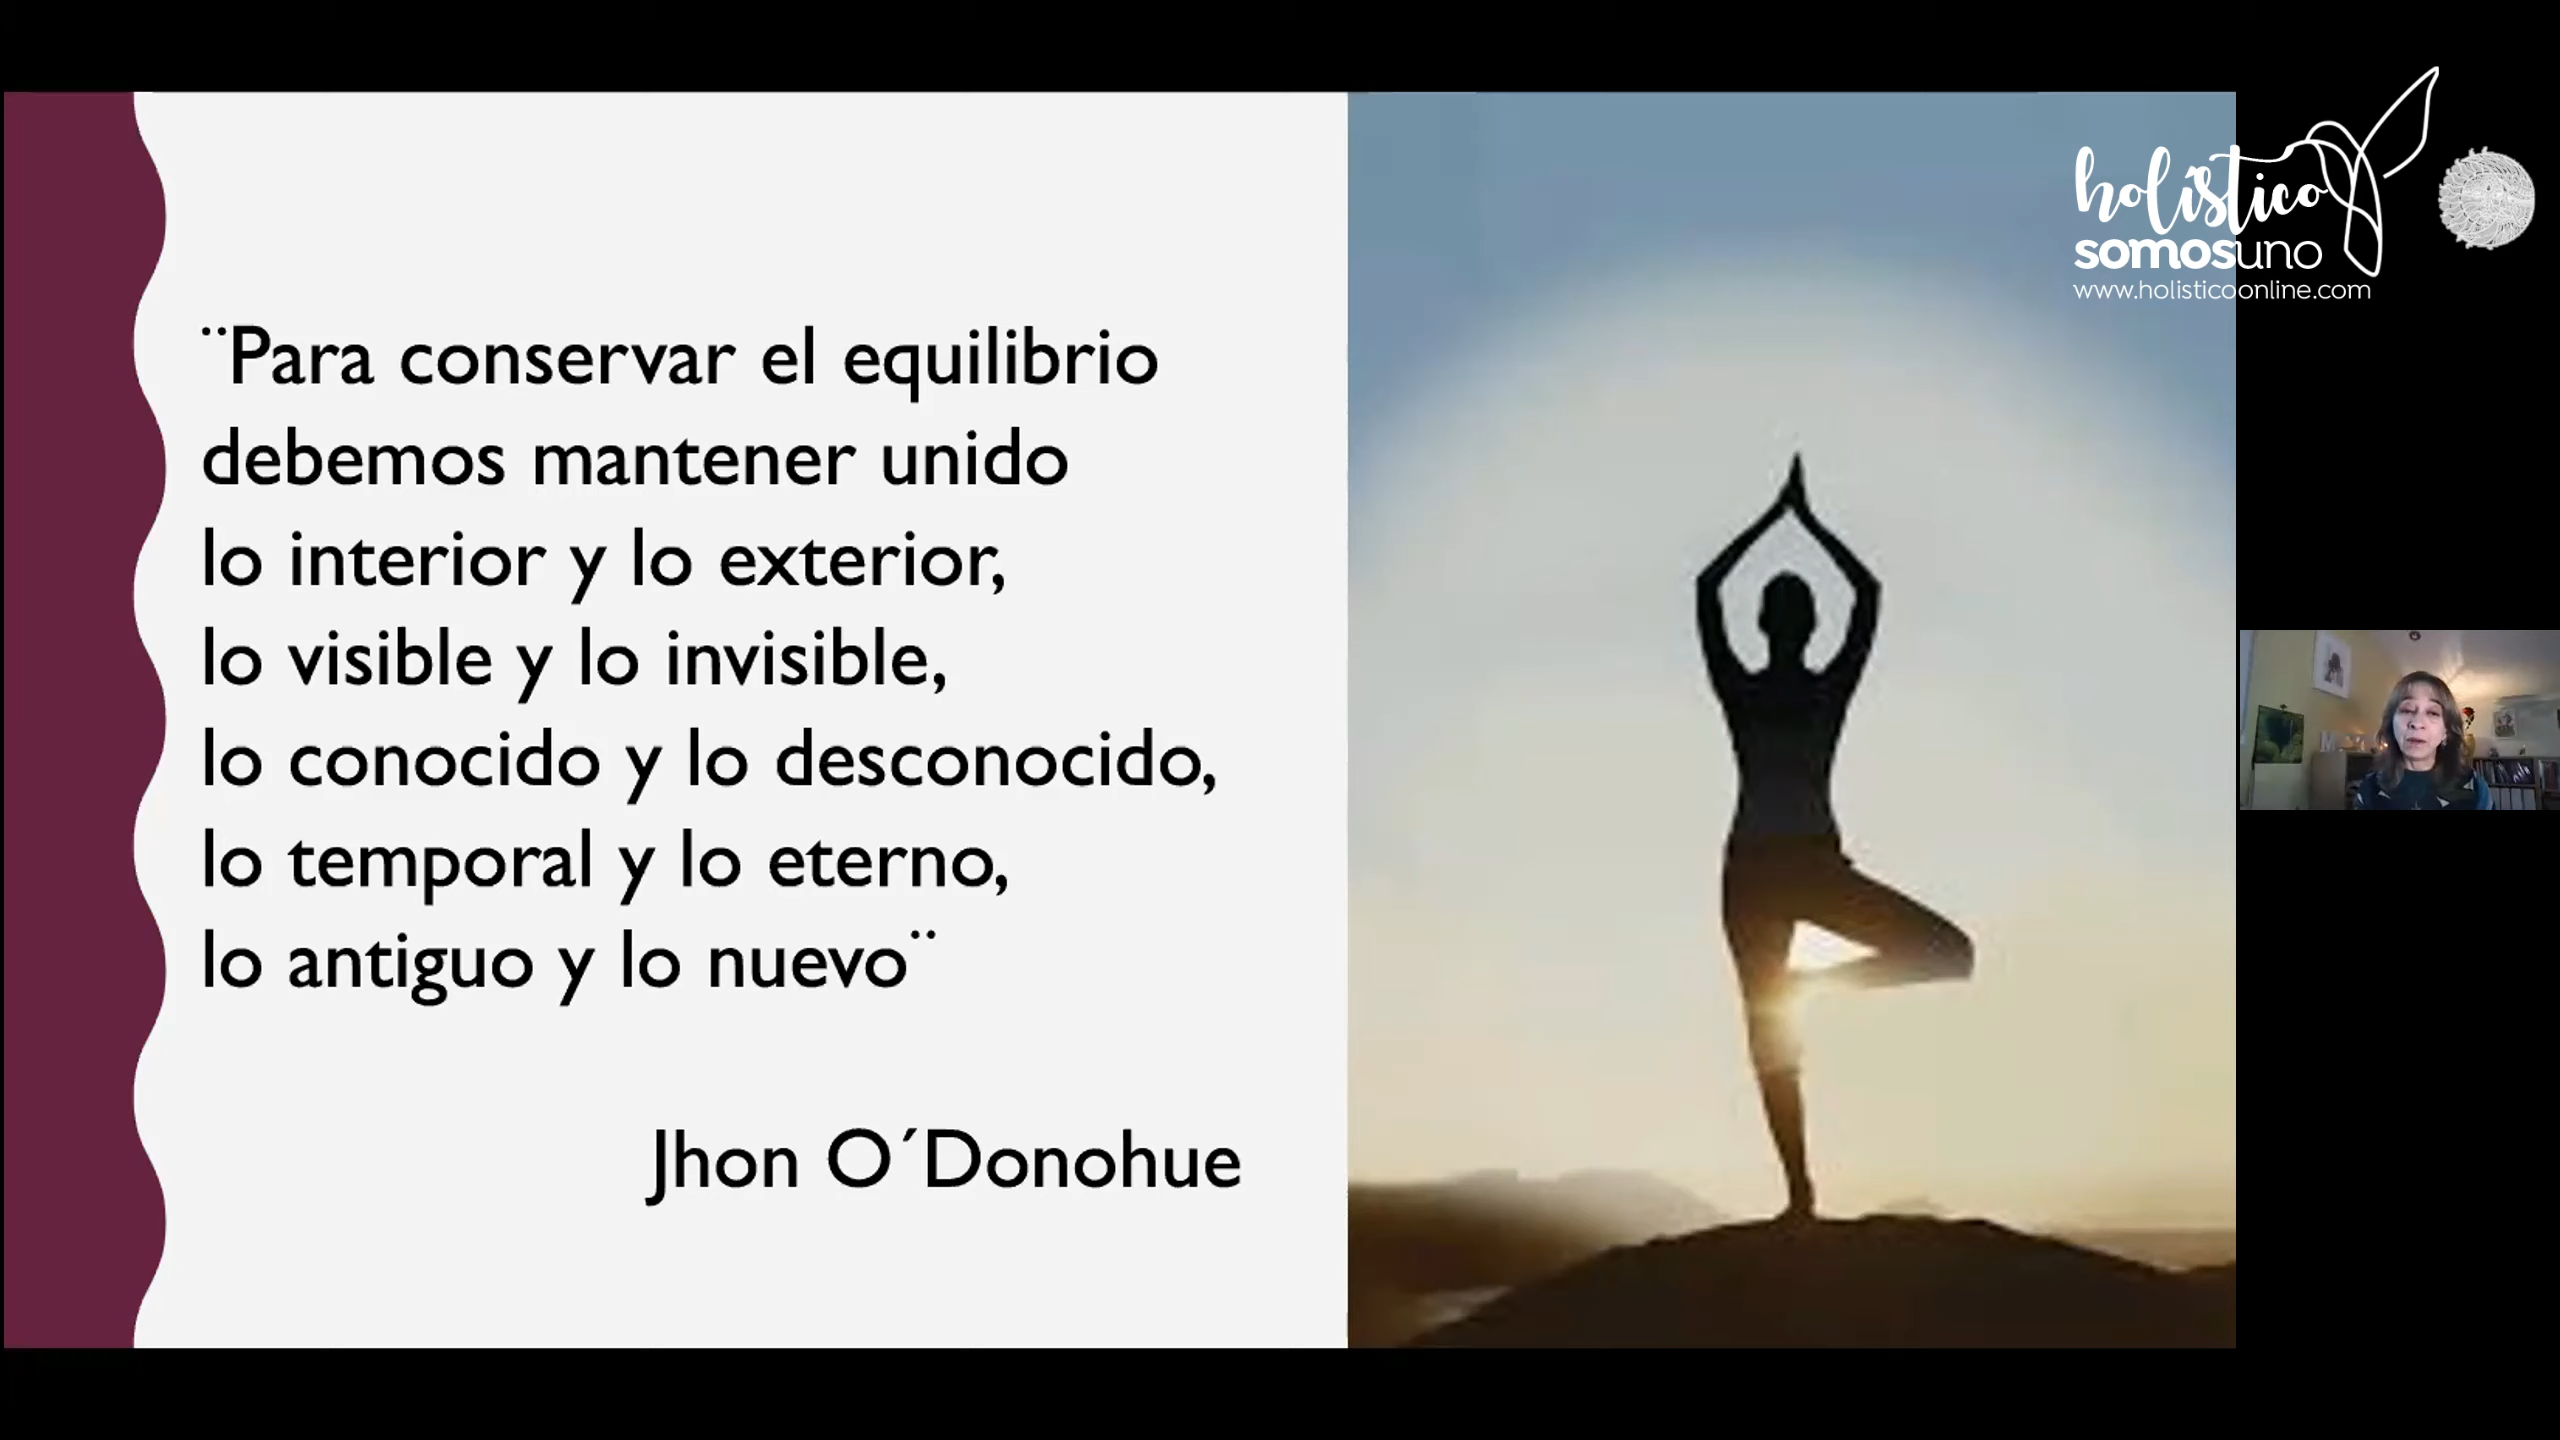 ¨Para conservar el equilibrio
debemos mantener unido
lo interior y lo exterior,
lo visible y lo invisible,
lo conocido y lo desconocido,
lo temporal y lo eterno,
lo antiguo y lo nuevo¨
Jhon O´Donohue
holístico
somosuno
www.holisticoonline.com